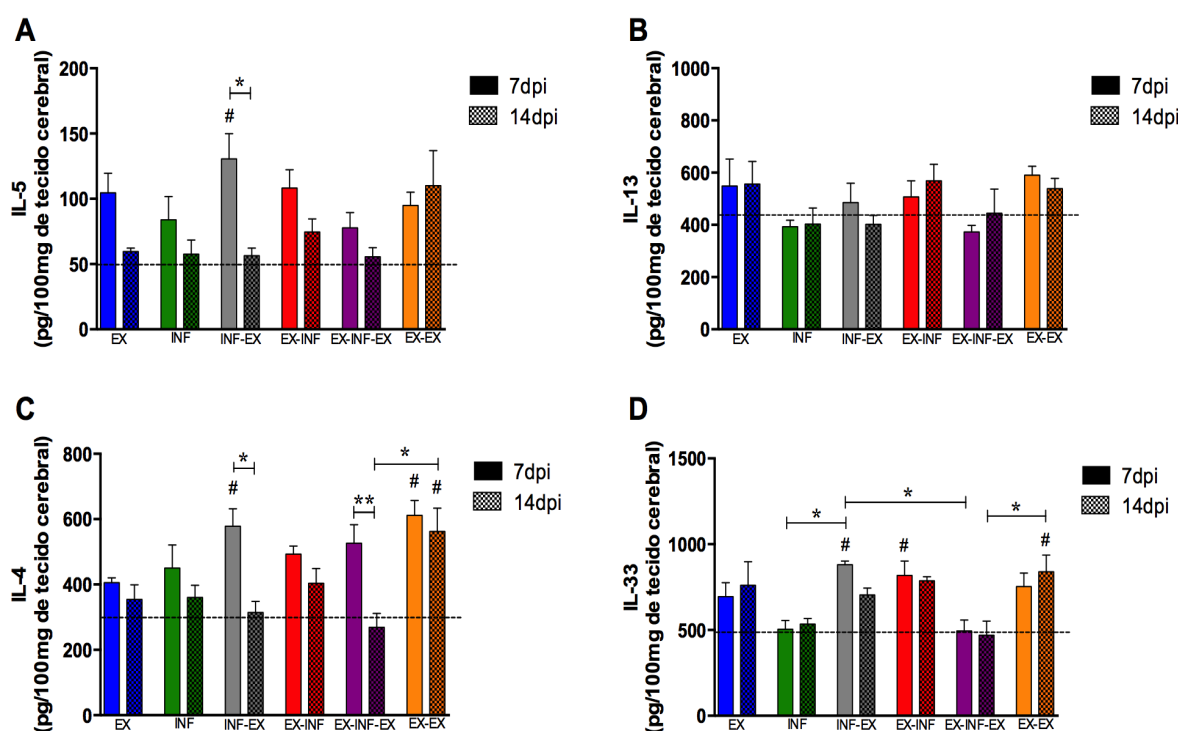 A
IL-5
(pg/100mg de tecido cerebral)
200
150
100
50
0
*
#
7dpi
14dpi
EX
INF
INF-EX
EX-INF
EX-INF-EX
EX-EX
B
IL-13
(pg/100mg de tecido cerebral)
1000
800
600
400
200
0
7dpi
14dpi
EX
INF
INF-EX
EX-INF
EX-INF-EX
EX-EX
C
IL-4
(pg/100mg de tecido cerebral)
800
600
400
200
0
*
#
**
*
#
#
7dpi
14dpi
EX
INF
INF-EX
EX-INF
EX-INF-EX
EX-EX
D
IL-33
(pg/100mg de tecido cerebral)
1500
1000
500
0
*
#
*
#
*
#
7dpi
14dpi
EX
INF
INF-EX
EX-INF
EX-INF-EX
EX-EX